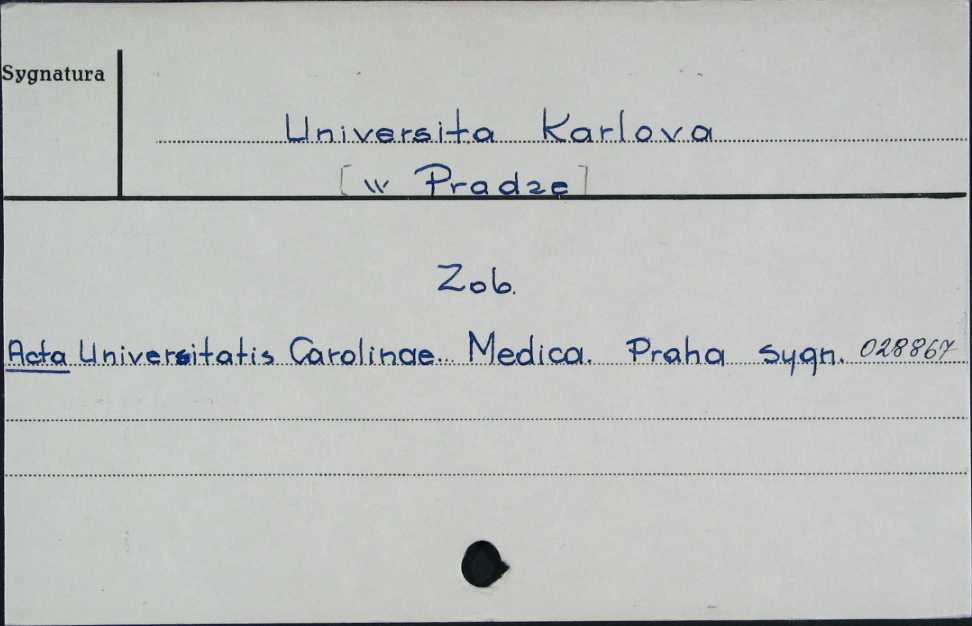 Sygnatura
Universita Karlova
[w Pradze]
Zob.
Acta Universitatis Carolinae. Medica. Praha sygn. 028867